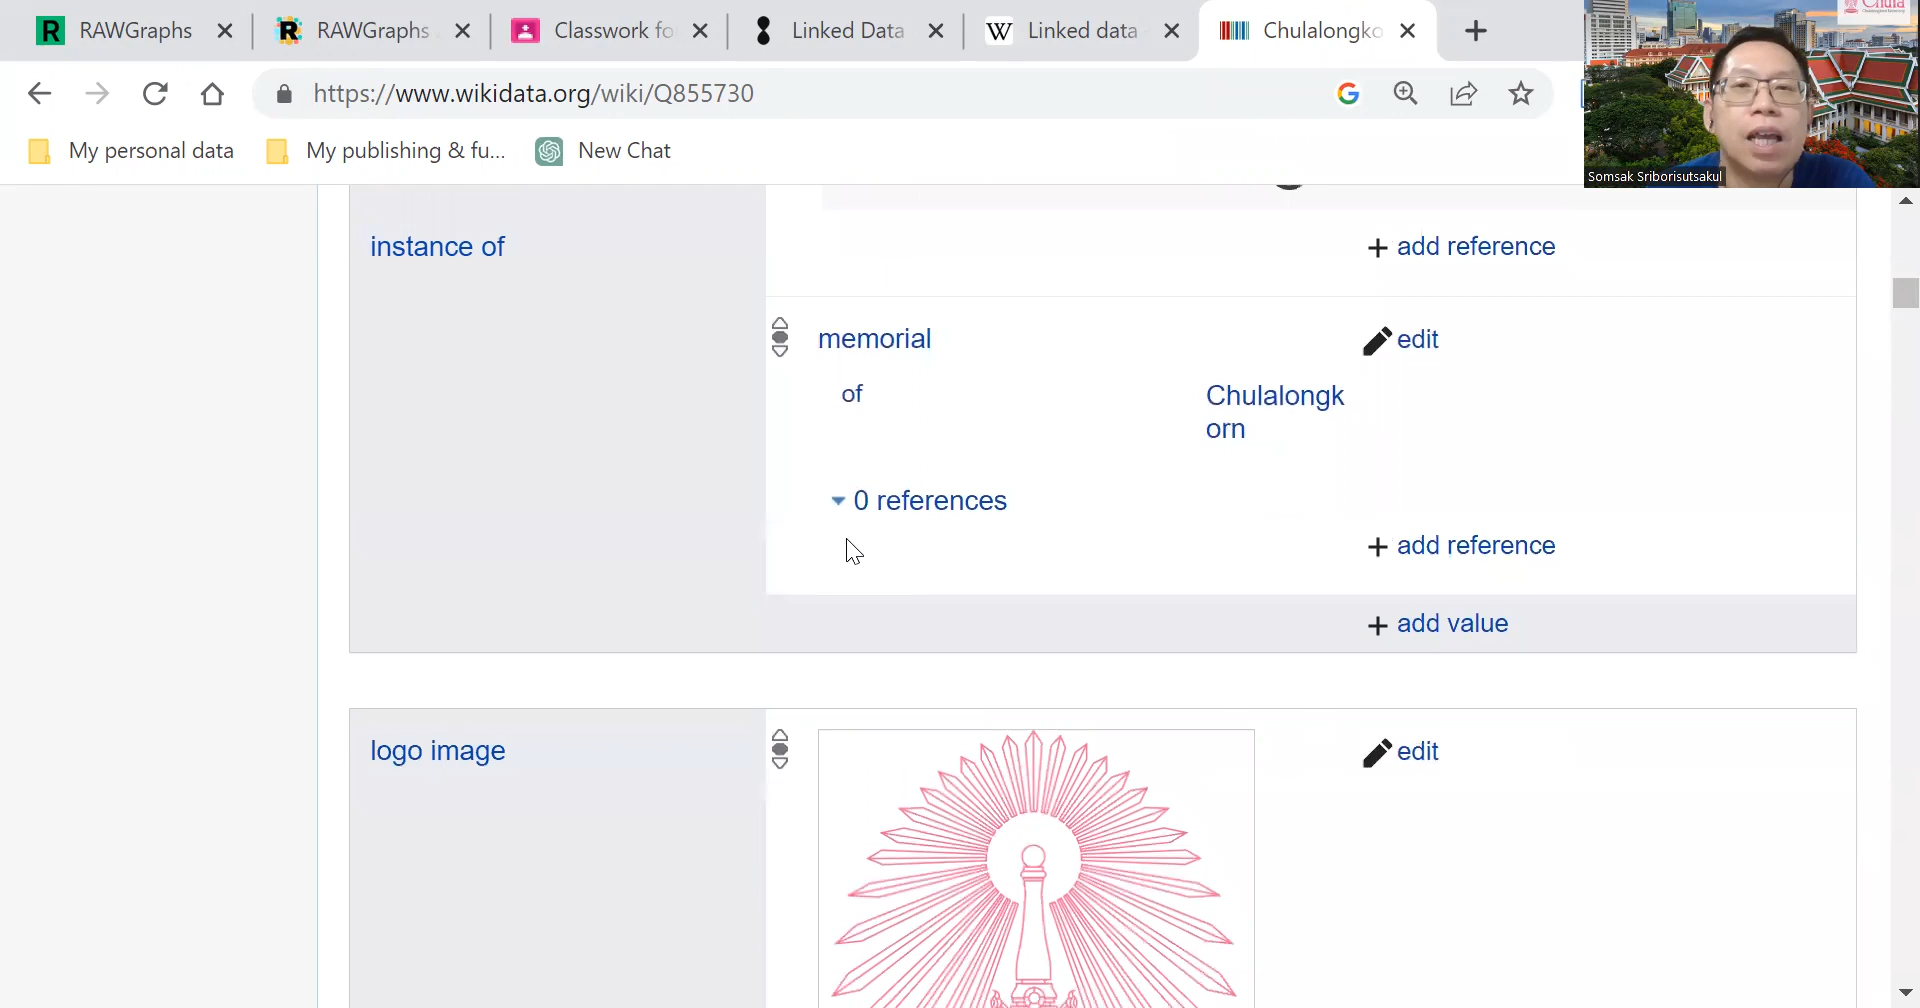 RAWGraphs
RAWGraphs
Classwork fo
Linked Data
Linked data
Chulalongko
https://www.wikidata.org/wiki/Q855730
My personal data
My publishing & fu...
New Chat
Chula
Somsak Sriborisutsakul
instance of
+ add reference
memorial
edit
of
Chulalongk
orn
0 references
+ add reference
+ add value
logo image
edit